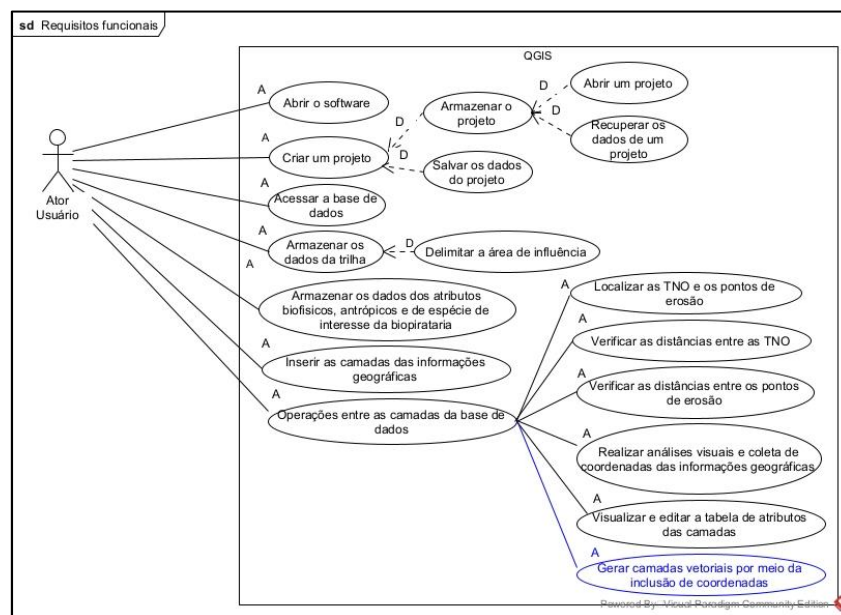 sd Requisitos funcionais
QGIS
A
Abrir o software
Armazenar o
projeto
D
Abrir um projeto
D
Recuperar os
dados de um
projeto
A
Criar um projeto
D
D
Salvar os dados
do projeto
Ator
Usuário
A
Acessar a base de
dados
A
Armazenar os
dados da trilha
D
Delimitar a área de influência
A
Armazenar os dados dos atributos
biofisicos, antrópicos e de espécie de
interesse da biopirataria
A
Inserir as camadas das informações
geográficas
A
Operações entre as camadas da base de
dados
A
Localizar as TNO e os pontos de
erosão
A
Verificar as distâncias entre as TNO
A
Verificar as distâncias entre os pontos
de erosão
A
Realizar análises visuais e coleta de
coordenadas das informações geográficas
A
Visualizar e editar a tabela de atributos
das camadas
A
Gerar camadas vetoriais por meio da
inclusão de coordenadas
Powered By Visual Paradigm Community Edition